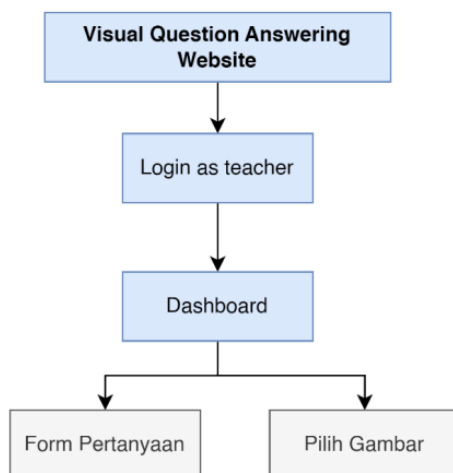 Visual Question Answering
Website
Login as teacher
Dashboard
Form Pertanyaan
Pilih Gambar